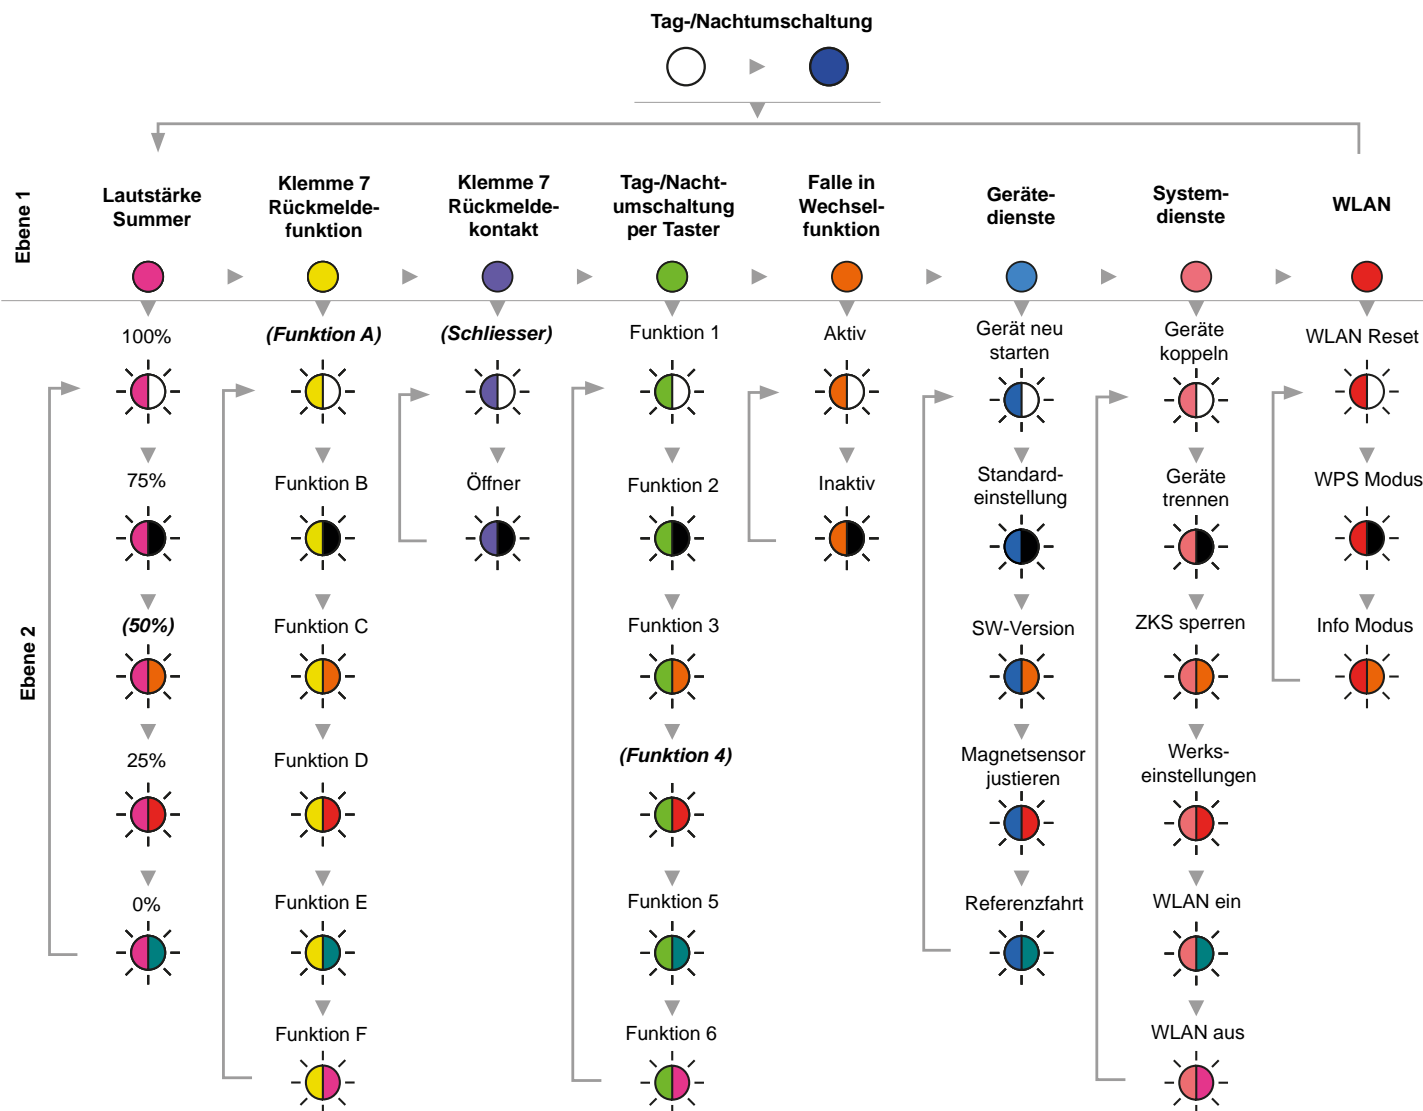 Tag-/Nachtumschaltung
Ebene 1
Lautstärke
Summer
Klemme 7
Rückmelde-
funktion
Klemme 7
Rückmelde-
kontakt
Tag-/Nacht-
umschaltung
per Taster
Falle in
Wechsel-
funktion
Geräte-
dienste
System-
dienste
WLAN
Ebene 2
100%
75%
(50%)
25%
0%
(Funktion A)
Funktion B
Funktion C
Funktion D
Funktion E
Funktion F
(Schliesser)
Öffner
Funktion 1
Funktion 2
Funktion 3
(Funktion 4)
Funktion 5
Funktion 6
Aktiv
Inaktiv
Gerät neu
starten
Standard-
einstellung
SW-Version
Magnetsensor
justieren
Referenzfahrt
Geräte
koppeln
Geräte
trennen
ZKS sperren
Werks-
einstellungen
WLAN ein
WLAN aus
WLAN Reset
WPS Modus
Info Modus